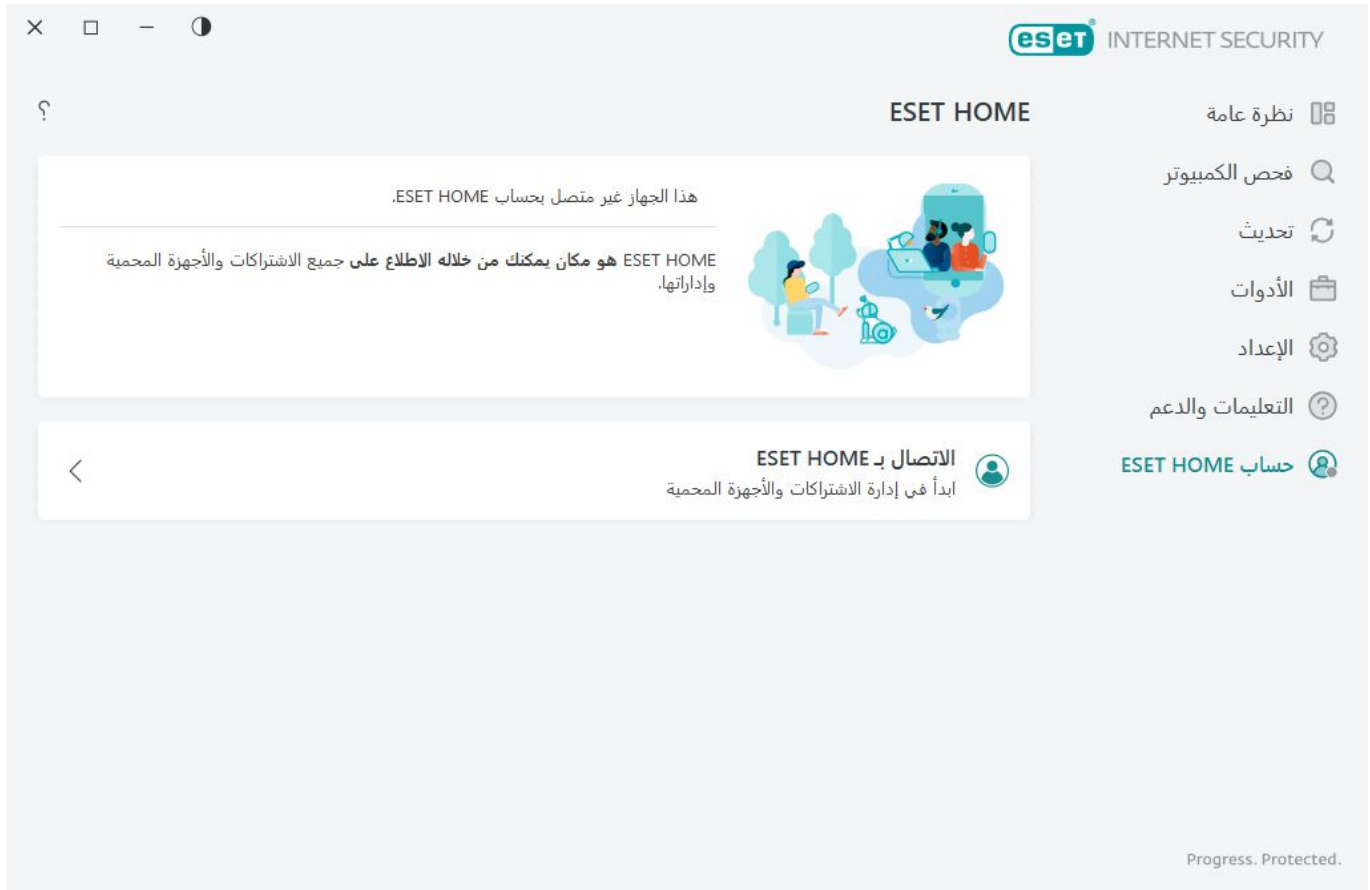 eset® INTERNET SECURITY
نظرة عامة
فحص الكمبيوتر
تحديث
الأدوات
الإعداد
التعليمات والدعم
حساب ESET HOME
ESET HOME
؟
هذا الجهاز غير متصل بحساب ESET HOME.
ESET HOME هو مكان يمكنك من خلاله الاطلاع على جميع الاشتراكات والأجهزة المحمية
وإداراتها.
الاتصال بـ ESET HOME
ابدأ في إدارة الاشتراكات والأجهزة المحمية
Progress. Protected.